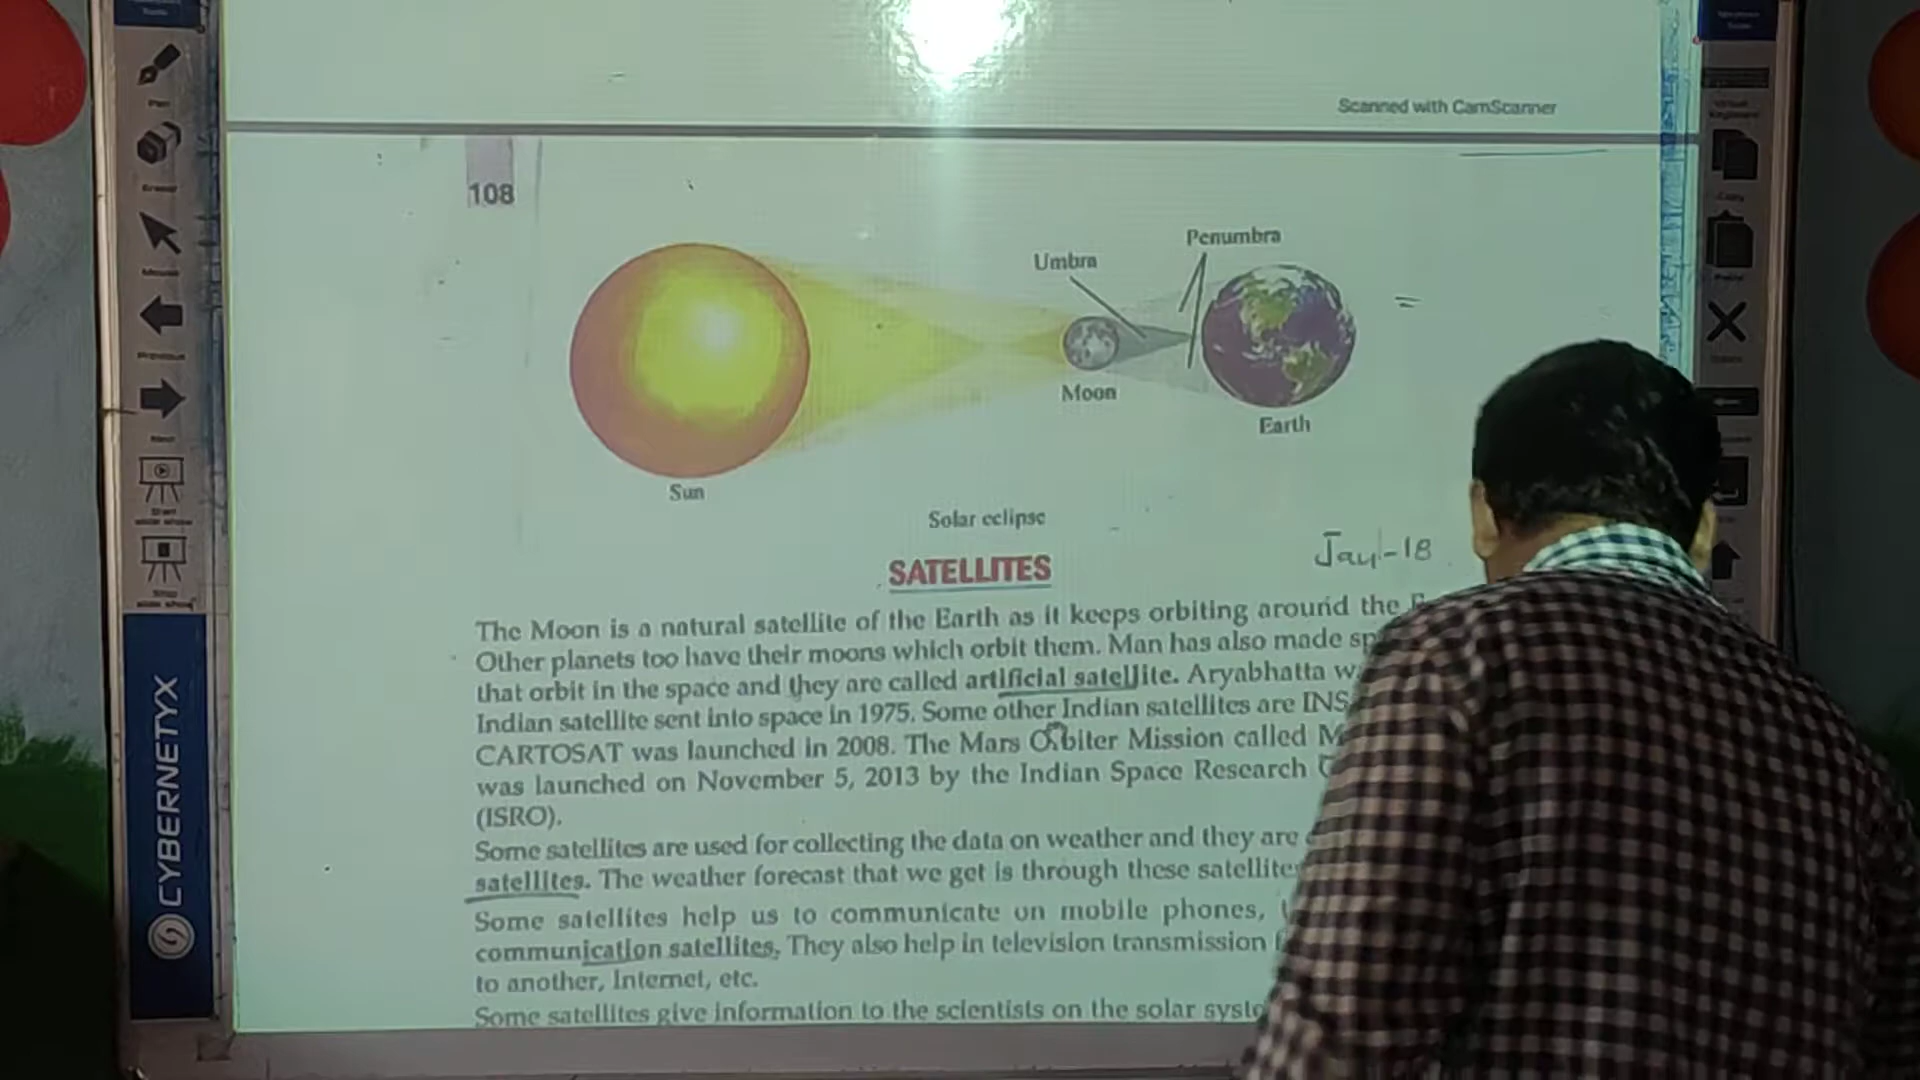 Scanned with CamScanner
108
Penumbra
Umbra
Moon
Earth
Sun
Solar eclipse
SATELLITES
The Moon is a natural satellite of the Earth as it keeps orbiting around the
Other planets too have their moons which orbit them. Man has also made
that orbit in the space and they are called artificial satellite. Aryabhatta
Indian satellite sent into space in 1975. Some other Indian satellites are
CARTOSAT was launched in 2008. The Mars Orbiter Mission called
was launched on November 5, 2013 by the Indian Space Research
(ISRO).
Some satellites are used for collecting the data on weather and they are
satellites. The weather forecast that we get is through these
Some satellites help us to communicate on mobile phones,
communication satellites. They also help in television transmission
to another, Internet, etc.
Some satellites give information to the scientists on the solar
Pen
Mouse
Previous
Next
CYBERNETYX
Copy